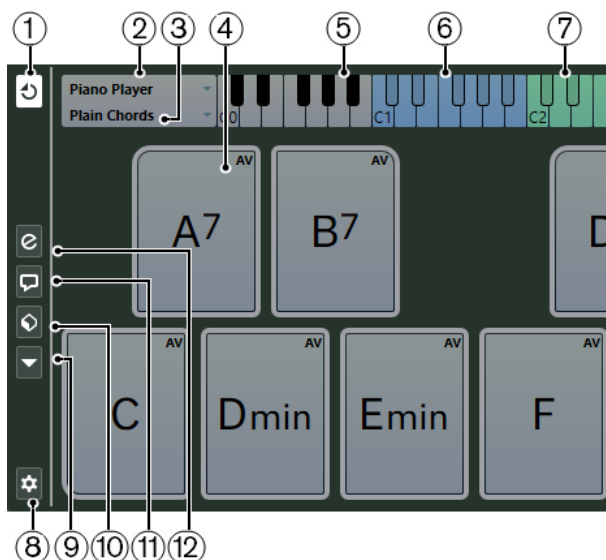 ① ② ③ ④ ⑤ ⑥ ⑦
Piano Player
Plain Chords
C0 C1 C2
AV AV
A7 B7 D
AV AV AV AV
C Dmin Emin F
⑧ ⑨ ⑩ ⑪ ⑫